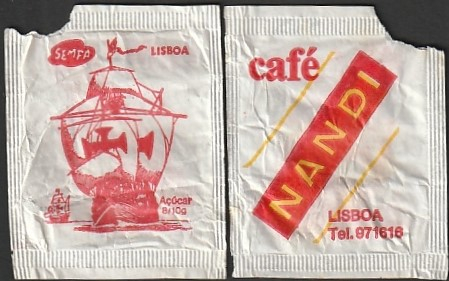 SEMPA
LISBOA
Açúcar
8/10g
café
NANDI
LISBOA
Tel. 971616